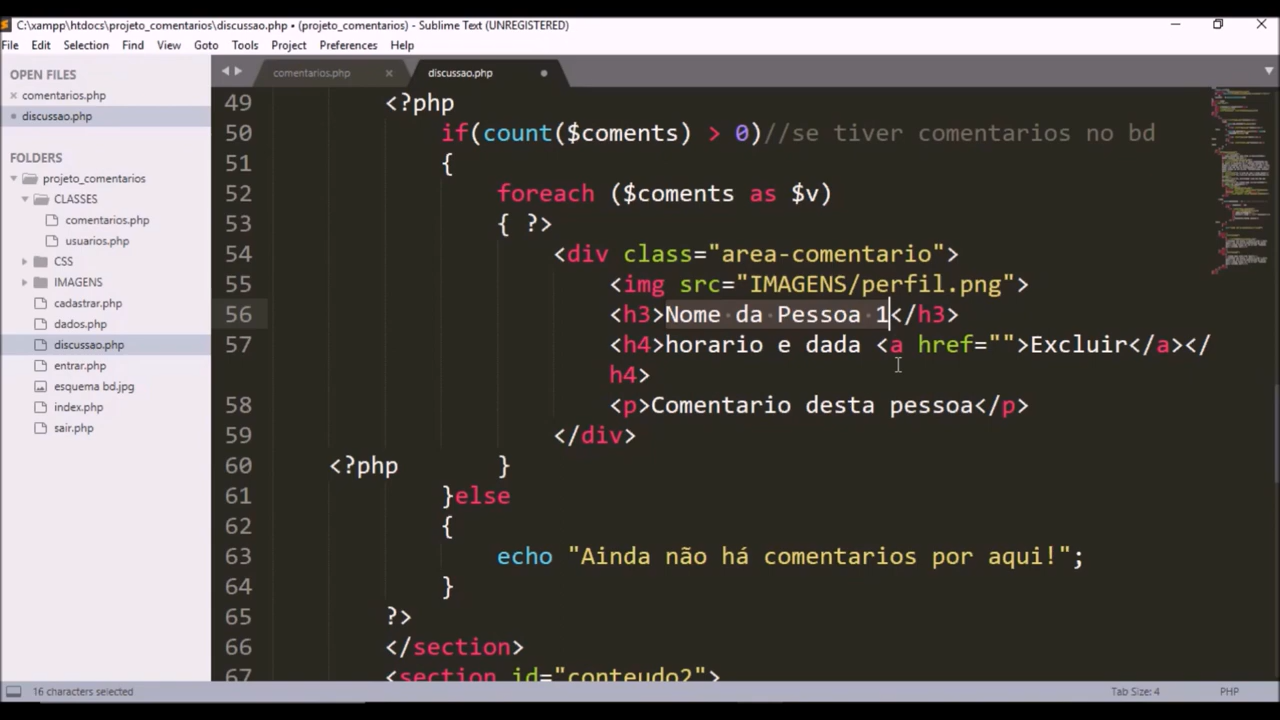 C:\xampp\htdocs\projeto_comentarios\discussao.php • (projeto_comentarios) - Sublime Text (UNREGISTERED)
File Edit Selection Find View Goto Tools Project Preferences Help
OPEN FILES
comentarios.php
discussao.php
FOLDERS
projeto_comentarios
CLASSES
comentarios.php
usuarios.php
CSS
IMAGENS
cadastrar.php
dados.php
discussao.php
entrar.php
esquema bd.jpg
index.php
sair.php
comentarios.php discussao.php
49 <?php
50 if(count($coments) > 0)//se tiver comentarios no bd
51 {
52 foreach ($coments as $v)
53 { ?>
54 <div class="area-comentario">
55 <img src="IMAGENS/perfil.png">
56 <h3>Nome da Pessoa 1</h3>
57 <h4>horario e dada <a href="">Excluir</a></
h4>
58 <p>Comentario desta pessoa</p>
59 </div>
60 <?php }
61 }else
62 {
63 echo "Ainda não há comentarios por aqui!";
64 }
65 ?>
66 </section>
67 <section id="conteudo2">
16 characters selected Tab Size: 4 PHP